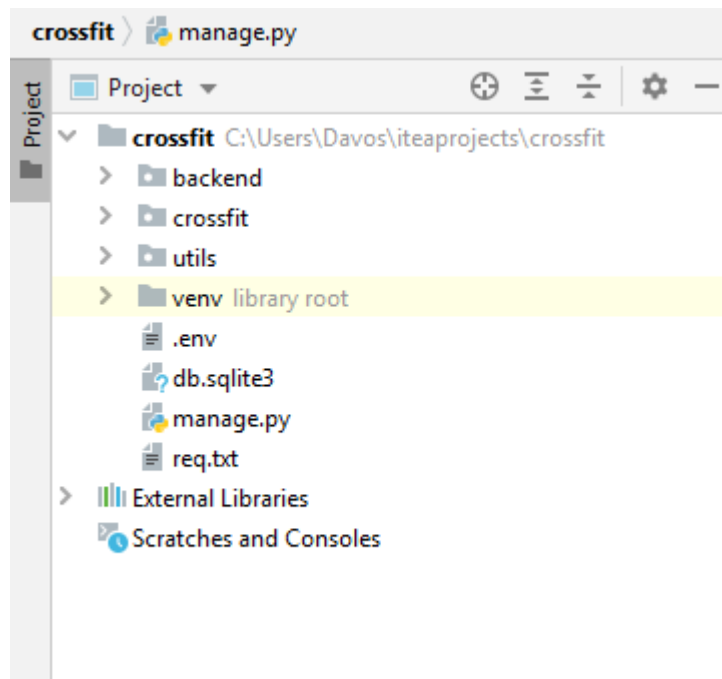 crossfit manage.py
Project
Project
crossfit C:\Users\Davos\iteaprojects\crossfit
backend
crossfit
utils
venv library root
.env
db.sqlite3
manage.py
req.txt
External Libraries
Scratches and Consoles